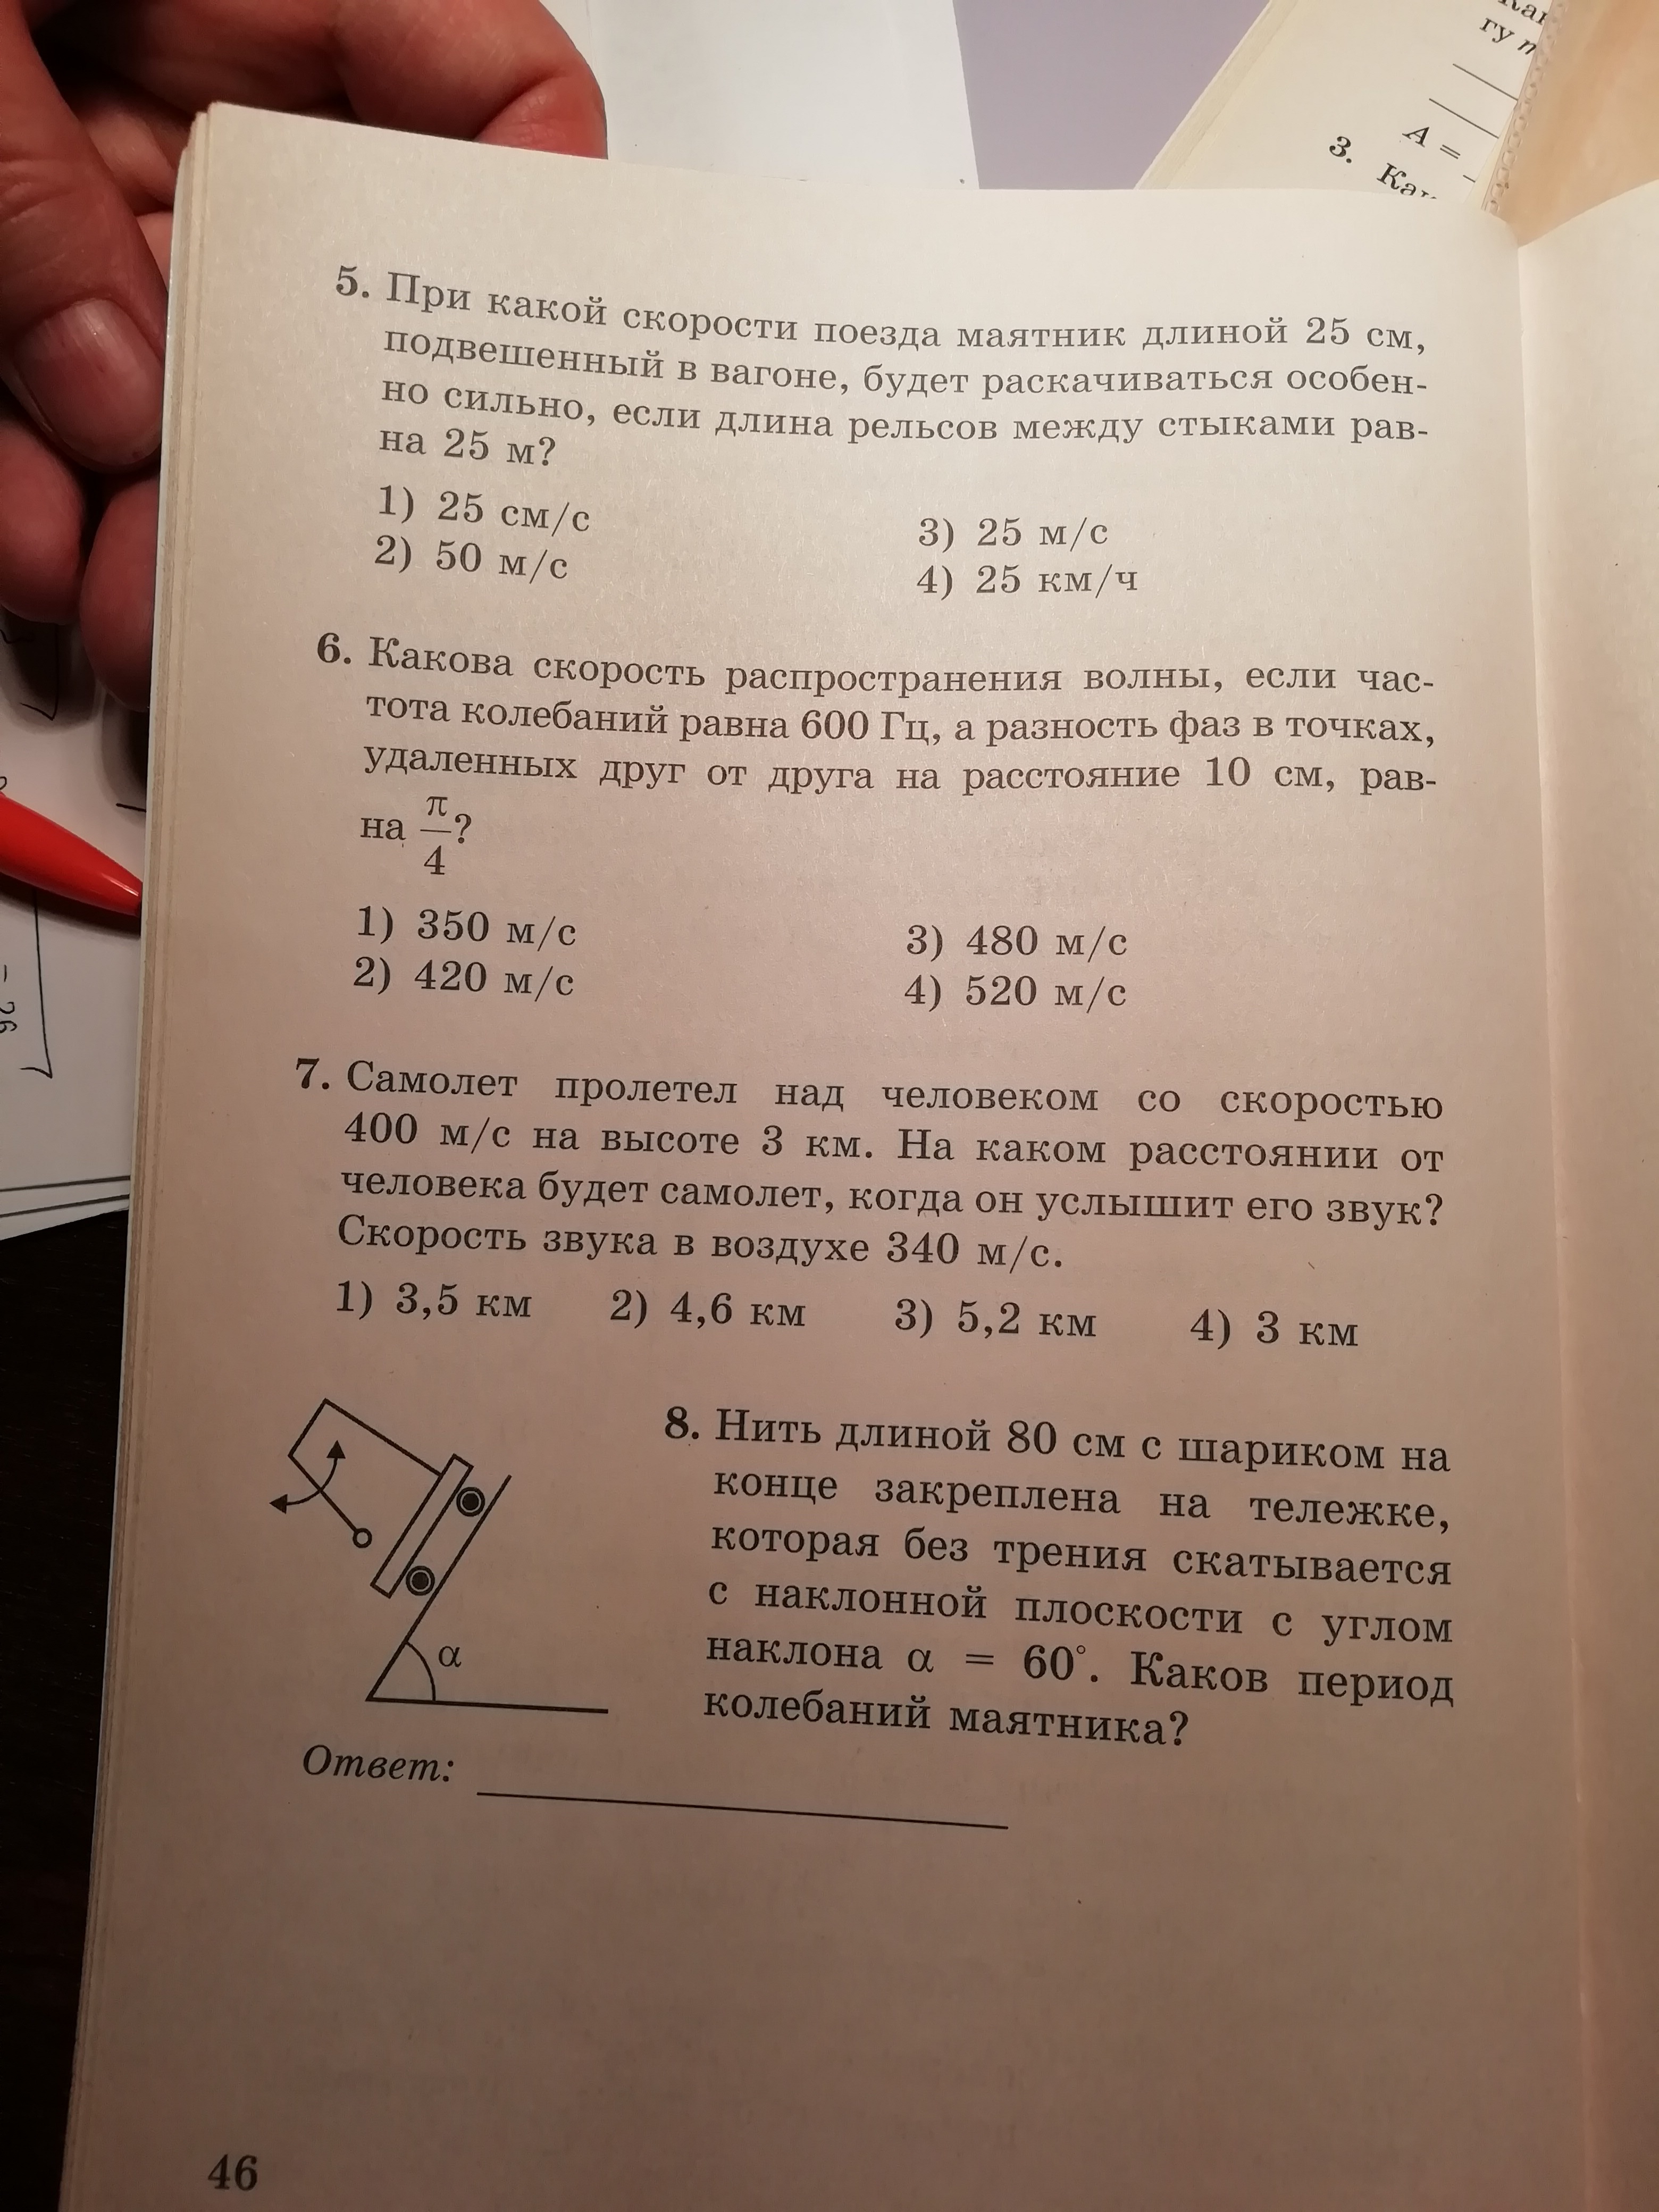 гу
A =
3.
5. При какой скорости поезда маятник длиной 25 см,
подвешенный в вагоне, будет раскачиваться особен-
но сильно, если длина рельсов между стыками рав-
на 25 м?
1) 25 см/с
3) 25 м/с
2) 50 м/с
4) 25 км/ч
6. Какова скорость распространения волны, если час-
тота колебаний равна 600 Гц, а разность фаз в точках,
удаленных друг от друга на расстояние 10 см, рав-
на π/4?
1) 350 м/с
3) 480 м/с
2) 420 м/с
4) 520 м/с
7. Самолет пролетел над человеком со скоростью
400 м/с на высоте 3 км. На каком расстоянии от
человека будет самолет, когда он услышит его звук?
Скорость звука в воздухе 340 м/с.
1) 3,5 км 2) 4,6 км 3) 5,2 км 4) 3 км
8. Нить длиной 80 см с шариком на
конце закреплена на тележке,
которая без трения скатывается
с наклонной плоскости с углом
наклона α = 60°. Каков период
колебаний маятника?
α
Ответ:
= 26
46